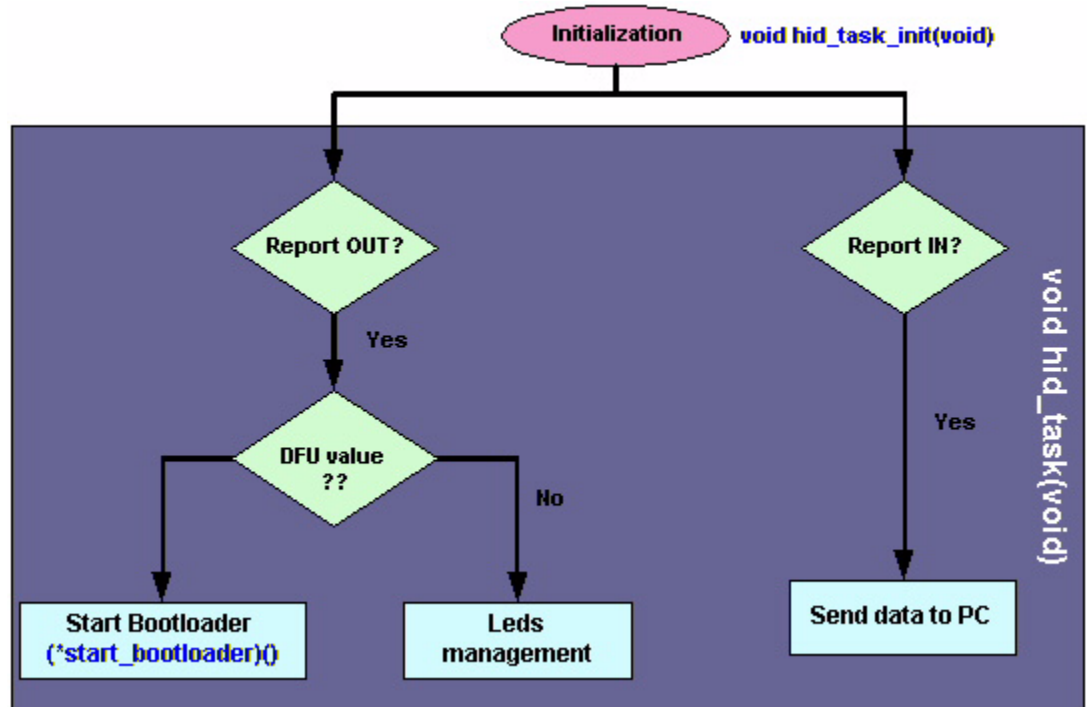 Initialization
void hid_task_init(void)
Report OUT?
Report IN?
Yes
DFU value
??
Yes
No
Start Bootloader
(*start_bootloader)()
Leds
management
Send data to PC
void hid_task(void)